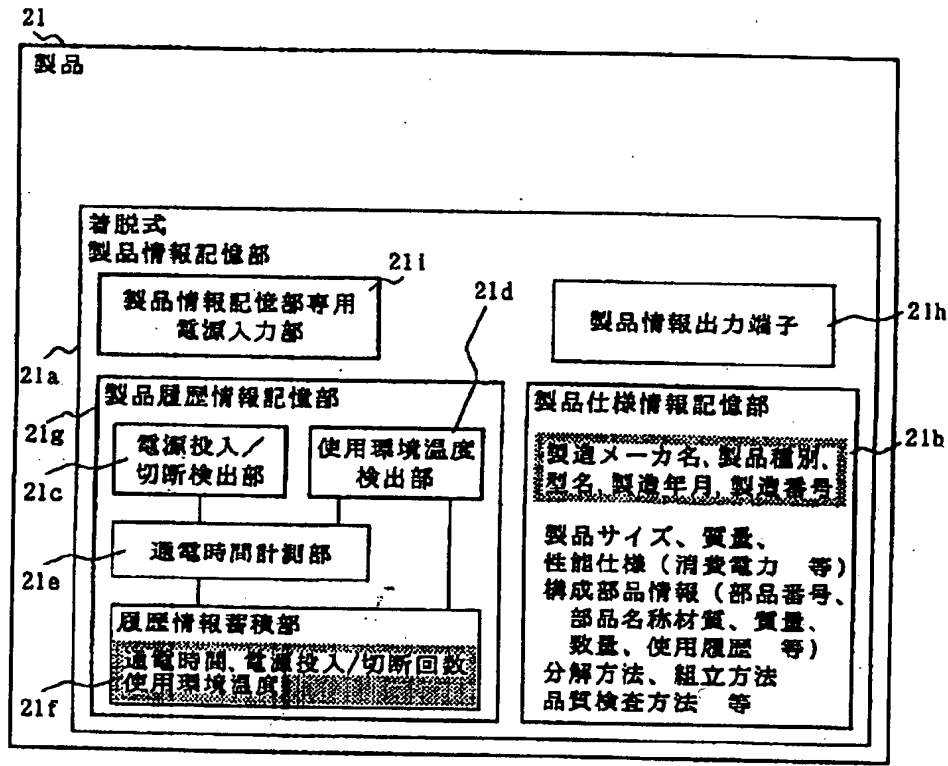 21
製品
着脱式
製品情報記憶部
21i
製品情報記憶部専用
電源入力部
21d
製品情報出力端子
21h
21a
製品履歴情報記憶部
21g
電源投入／
切断検出部
21c
使用環境温度
検出部
通電時間計測部
21e
履歴情報蓄積部
通電時間、電源投入/切断回数
使用環境温度
21f
製品仕様情報記憶部
21b
製造メーカ名、製品種別、
型名、製造年月、製造番号
製品サイズ、質量、
性能仕様（消費電力　等）
構成部品情報（部品番号、
部品名称材質、質量、
数量、使用履歴　等）
分解方法、組立方法
品質検査方法　等